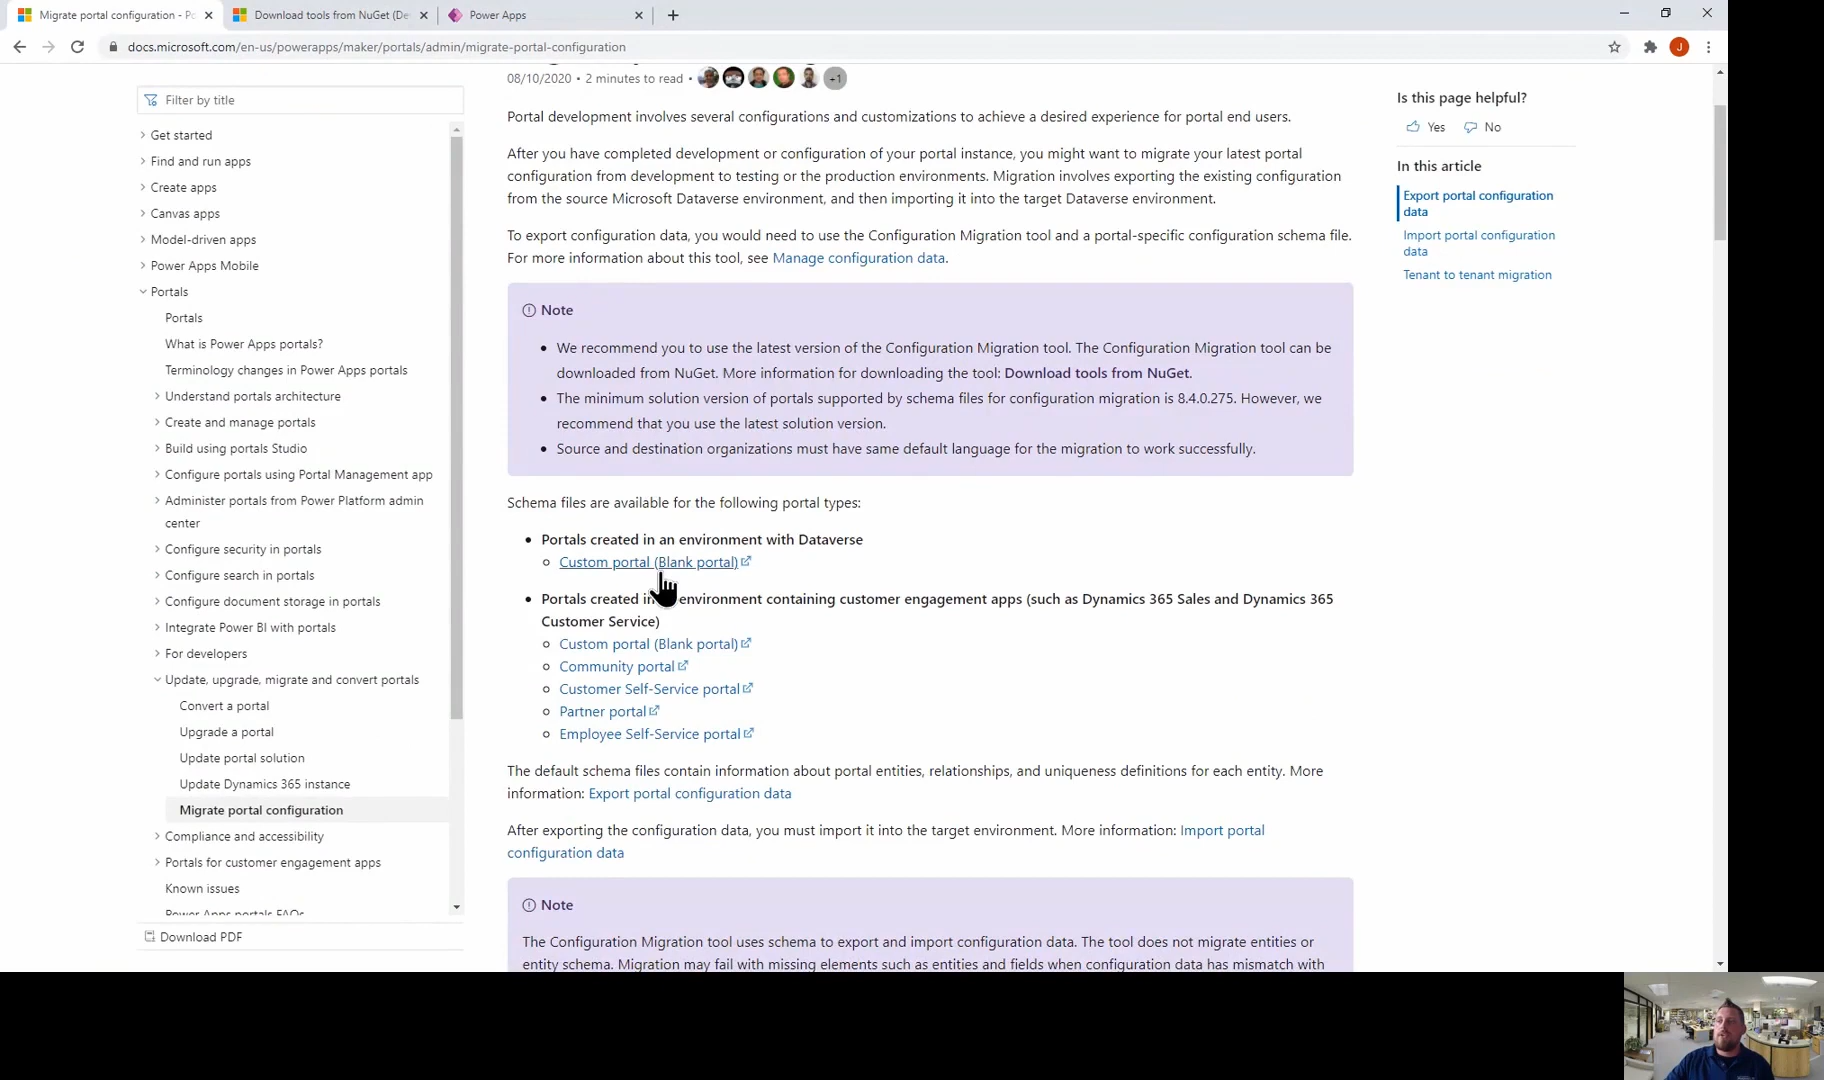 Migrate portal configuration - Po
Download tools from NuGet (De
Power Apps
docs.microsoft.com/en-us/powerapps/maker/portals/admin/migrate-portal-configuration
J
Filter by title
Get started
Find and run apps
Create apps
Canvas apps
Model-driven apps
Power Apps Mobile
Portals
Portals
What is Power Apps portals?
Terminology changes in Power Apps portals
Understand portals architecture
Create and manage portals
Build using portals Studio
Configure portals using Portal Management app
Administer portals from Power Platform admin
center
Configure security in portals
Configure search in portals
Configure document storage in portals
Integrate Power BI with portals
For developers
Update, upgrade, migrate and convert portals
Convert a portal
Upgrade a portal
Update portal solution
Update Dynamics 365 instance
Migrate portal configuration
Compliance and accessibility
Portals for customer engagement apps
Known issues
Power Apps portals FAQs
Download PDF
08/10/2020 • 2 minutes to read •
+1
Portal development involves several configurations and customizations to achieve a desired experience for portal end users.
After you have completed development or configuration of your portal instance, you might want to migrate your latest portal
configuration from development to testing or the production environments. Migration involves exporting the existing configuration
from the source Microsoft Dataverse environment, and then importing it into the target Dataverse environment.
To export configuration data, you would need to use the Configuration Migration tool and a portal-specific configuration schema file.
For more information about this tool, see Manage configuration data.
Note
• We recommend you to use the latest version of the Configuration Migration tool. The Configuration Migration tool can be
downloaded from NuGet. More information for downloading the tool: Download tools from NuGet.
• The minimum solution version of portals supported by schema files for configuration migration is 8.4.0.275. However, we
recommend that you use the latest solution version.
• Source and destination organizations must have same default language for the migration to work successfully.
Schema files are available for the following portal types:
• Portals created in an environment with Dataverse
Custom portal (Blank portal)
• Portals created in environment containing customer engagement apps (such as Dynamics 365 Sales and Dynamics 365
Customer Service)
Custom portal (Blank portal)
Community portal
Customer Self-Service portal
Partner portal
Employee Self-Service portal
The default schema files contain information about portal entities, relationships, and uniqueness definitions for each entity. More
information: Export portal configuration data
After exporting the configuration data, you must import it into the target environment. More information: Import portal
configuration data
Note
The Configuration Migration tool uses schema to export and import configuration data. The tool does not migrate entities or
entity schema. Migration may fail with missing elements such as entities and fields when configuration data has mismatch with
Is this page helpful?
Yes No
In this article
Export portal configuration
data
Import portal configuration
data
Tenant to tenant migration